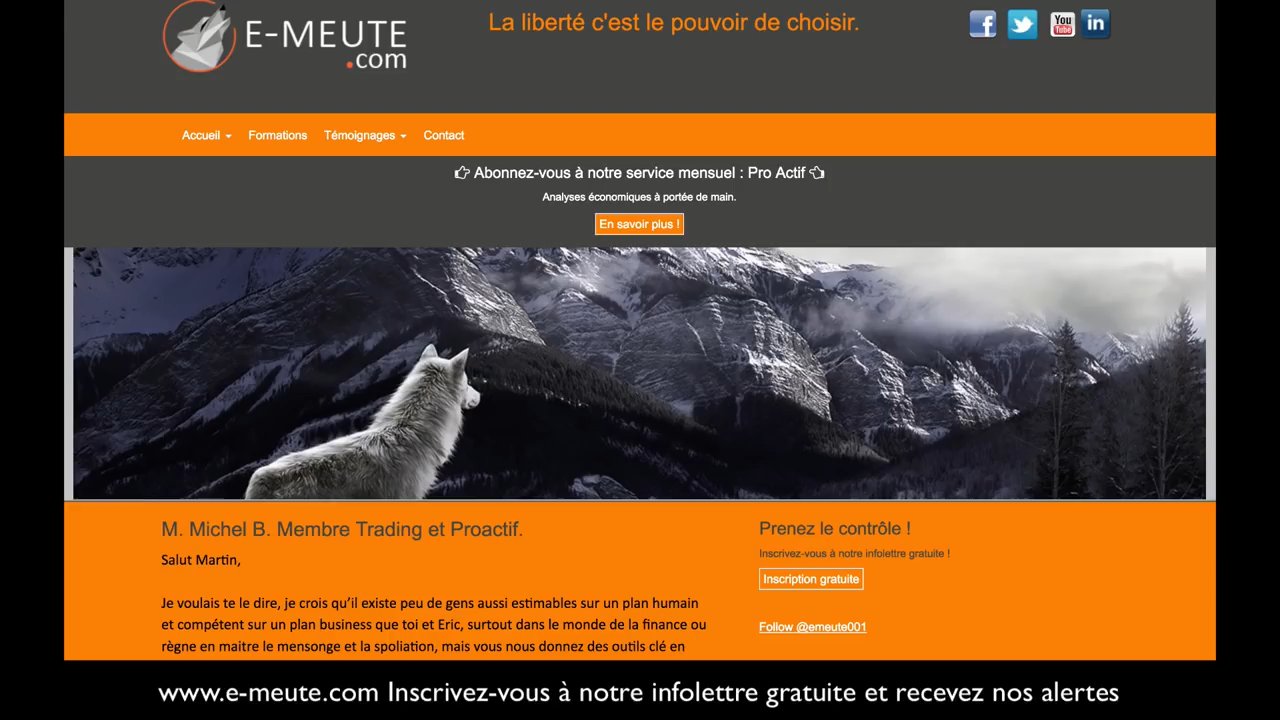 E-MEUTE
.com
La liberté c'est le pouvoir de choisir.
You
Tube
in
Accueil
Formations
Témoignages
Contact
Abonnez-vous à notre service mensuel : Pro Actif
Analyses économiques à portée de main.
En savoir plus !
M. Michel B. Membre Trading et Proactif.
Salut Martin,
Je voulais te le dire, je crois qu'il existe peu de gens aussi estimables sur un plan humain
et compétent sur un plan business que toi et Eric, surtout dans le monde de la finance ou
règne en maitre le mensonge et la spoliation, mais vous nous donnez des outils clé en
Prenez le contrôle !
Inscrivez-vous à notre infolettre gratuite !
Inscription gratuite
Follow @emeute001
www.e-meute.com Inscrivez-vous à notre infolettre gratuite et recevez nos alertes